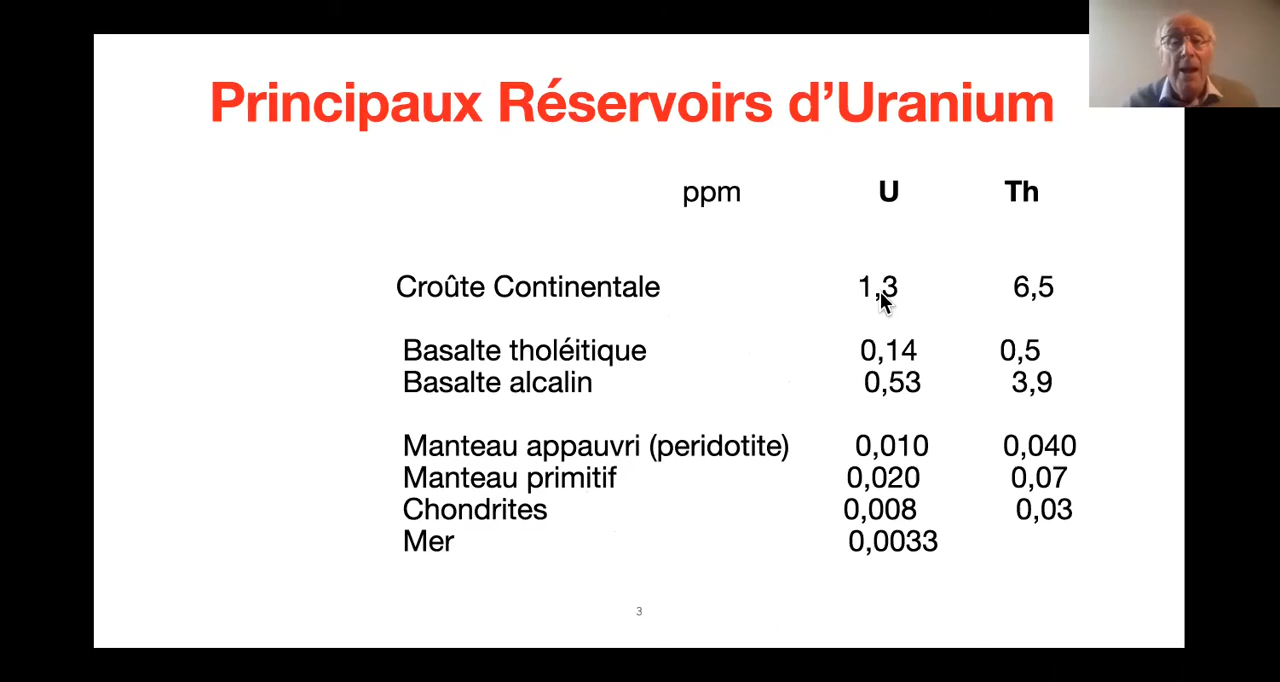 Principaux Réservoirs d’Uranium
ppm U Th
Croûte Continentale 1,3 6,5
Basalte tholéitique 0,14 0,5
Basalte alcalin 0,53 3,9
Manteau appauvri (peridotite) 0,010 0,040
Manteau primitif 0,020 0,07
Chondrites 0,008 0,03
Mer 0,0033
3